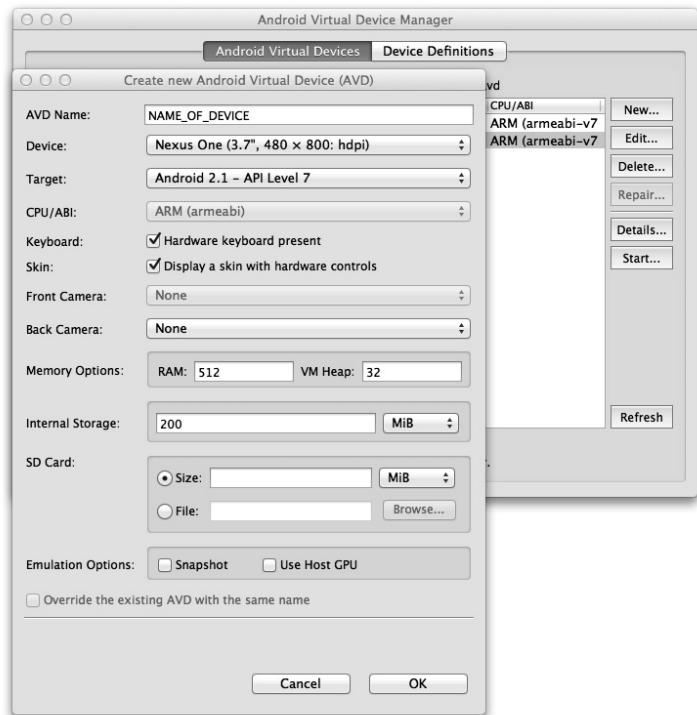 Android Virtual Device Manager
Android Virtual Devices
Device Definitions
Create new Android Virtual Device (AVD)
AVD Name:
NAME_OF_DEVICE
Device:
Nexus One (3.7", 480 × 800: hdpi)
Target:
Android 2.1 – API Level 7
CPU/ABI:
ARM (armeabi)
Keyboard:
Hardware keyboard present
Skin:
Display a skin with hardware controls
Front Camera:
None
Back Camera:
None
Memory Options:
RAM: 512
VM Heap: 32
Internal Storage:
200
MiB
SD Card:
Size:
MiB
File:
Browse...
Emulation Options:
Snapshot
Use Host GPU
Override the existing AVD with the same name
Cancel
OK
CPU/ABI
ARM (armeabi-v7
ARM (armeabi-v7
New...
Edit...
Delete...
Repair...
Details...
Start...
Refresh